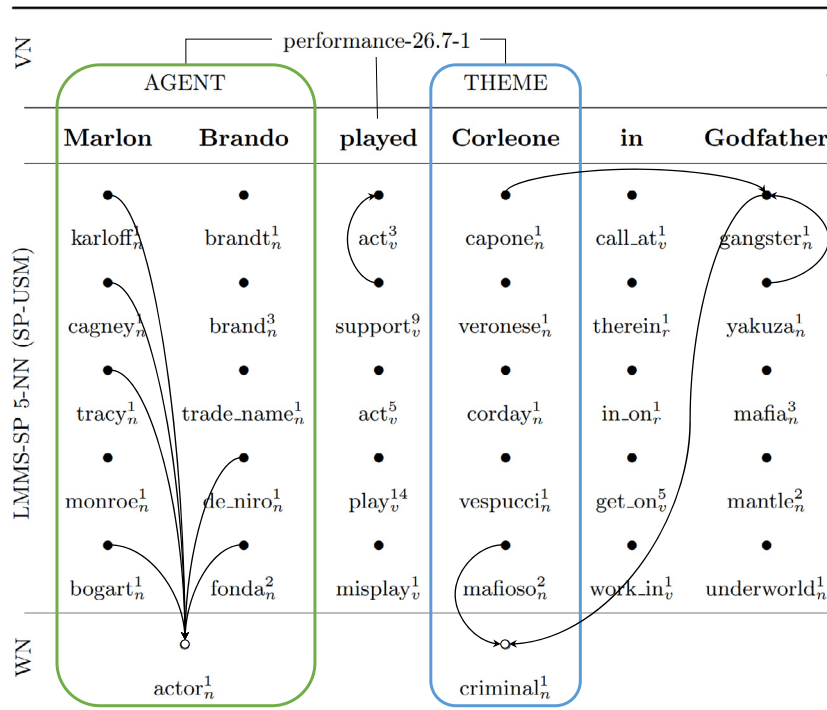 VN
performance-26.7-1
AGENT THEME
Marlon Brando played Corleone in Godfather
LMMS-SP 5-NN (SP-USM)
karloff¹ₙ brandt¹ₙ act³ᵥ capone¹ₙ call_at¹ᵥ gangster¹ₙ
cagney¹ₙ brand³ₙ support⁹ᵥ veronese¹ₙ therein¹ᵣ yakuza¹ₙ
tracy¹ₙ trade_name¹ₙ act⁵ᵥ corday¹ₙ in_on¹ᵣ mafia³ₙ
monroe¹ₙ de_niro¹ₙ play¹⁴ᵥ vespucci¹ₙ get_on⁵ᵥ mantle²ₙ
bogart¹ₙ fonda²ₙ misplay¹ᵥ mafioso²ₙ work_in¹ᵥ underworld¹ₙ
WN
actor¹ₙ criminal¹ₙ